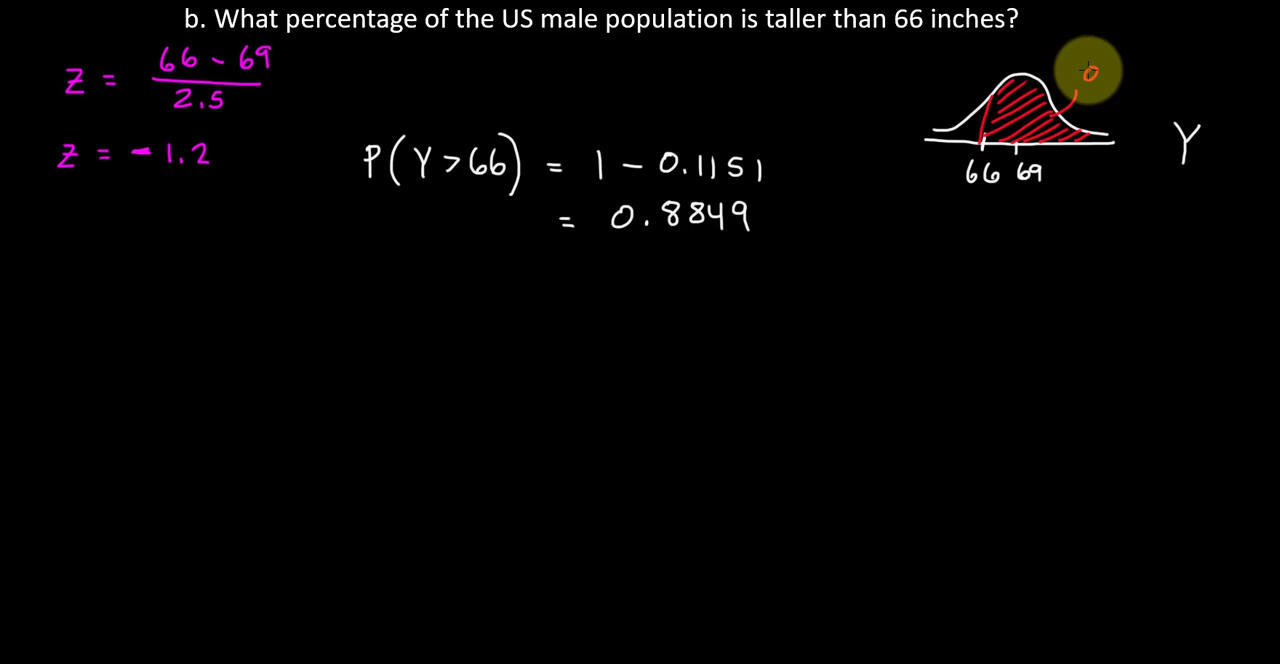 b. What percentage of the US male population is taller than 66 inches?
Z = 66 - 69 / 2.5
Z = - 1.2
P(Y > 66) = 1 - 0.1151
= 0.8849
0
66 69
Y